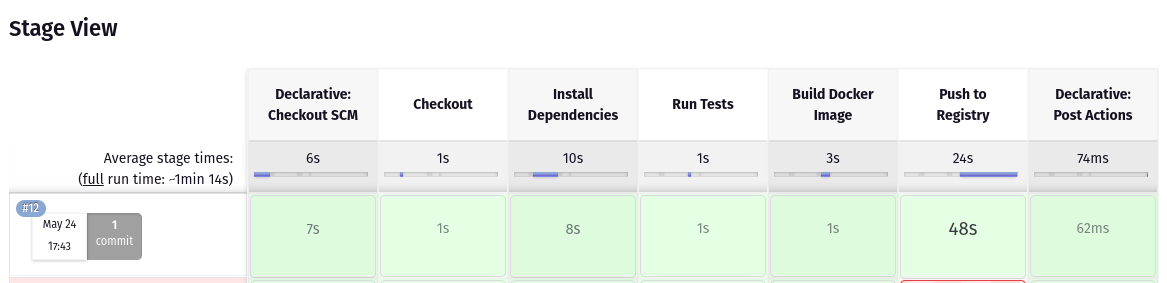 Stage View
Declarative: Checkout SCM
Checkout
Install Dependencies
Run Tests
Build Docker Image
Push to Registry
Declarative: Post Actions
Average stage times:
(full run time: ~1min 14s)
6s
1s
10s
1s
3s
24s
74ms
#12
May 24
17:43
1
commit
7s
1s
8s
1s
1s
48s
62ms